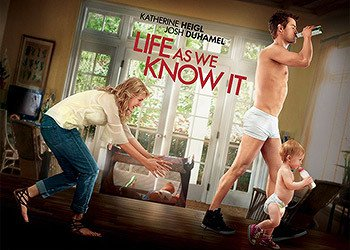 KATHERINE HEIGL
JOSH DUHAMEL
LIFE AS WE
KNOW IT